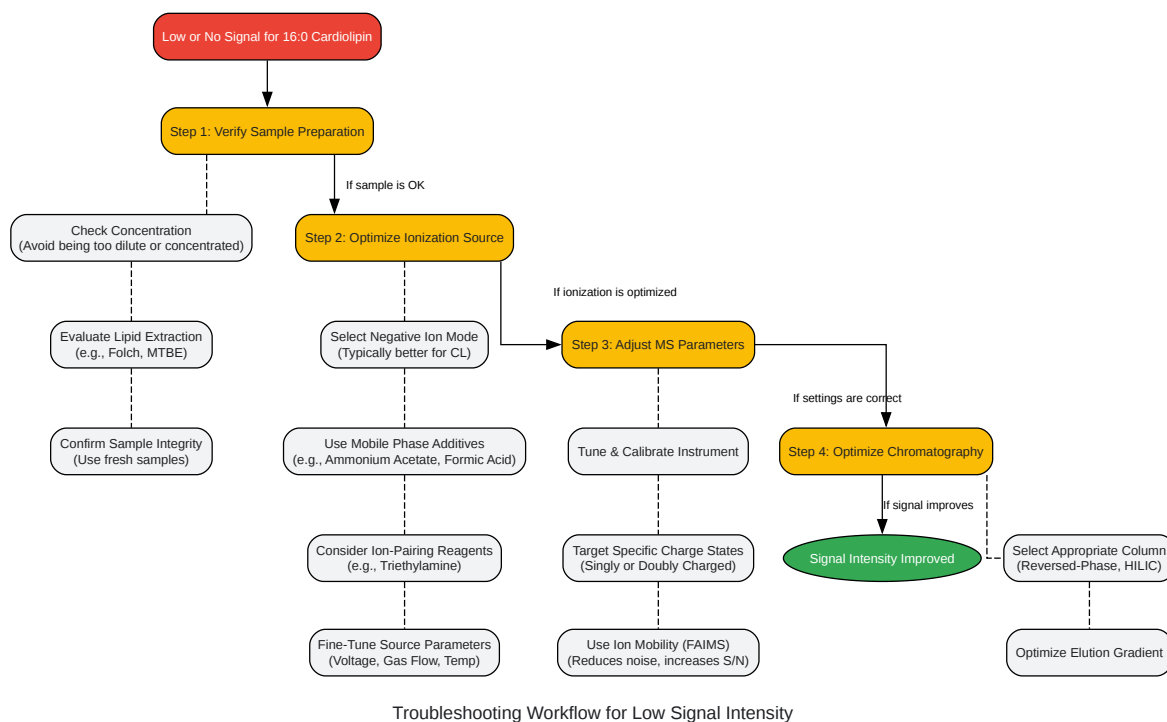 Low or No Signal for 16:0 Cardiolipin
Step 1: Verify Sample Preparation
If sample is OK
Check Concentration
(Avoid being too dilute or concentrated)
Evaluate Lipid Extraction
(e.g., Folch, MTBE)
Confirm Sample Integrity
(Use fresh samples)
Step 2: Optimize Ionization Source
If ionization is optimized
Select Negative Ion Mode
(Typically better for CL)
Use Mobile Phase Additives
(e.g., Ammonium Acetate, Formic Acid)
Consider Ion-Pairing Reagents
(e.g., Triethylamine)
Fine-Tune Source Parameters
(Voltage, Gas Flow, Temp)
Step 3: Adjust MS Parameters
If settings are correct
Tune & Calibrate Instrument
Target Specific Charge States
(Singly or Doubly Charged)
Use Ion Mobility (FAIMS)
(Reduces noise, increases S/N)
Step 4: Optimize Chromatography
If signal improves
Signal Intensity Improved
Select Appropriate Column
(Reversed-Phase, HILIC)
Optimize Elution Gradient
Troubleshooting Workflow for Low Signal Intensity